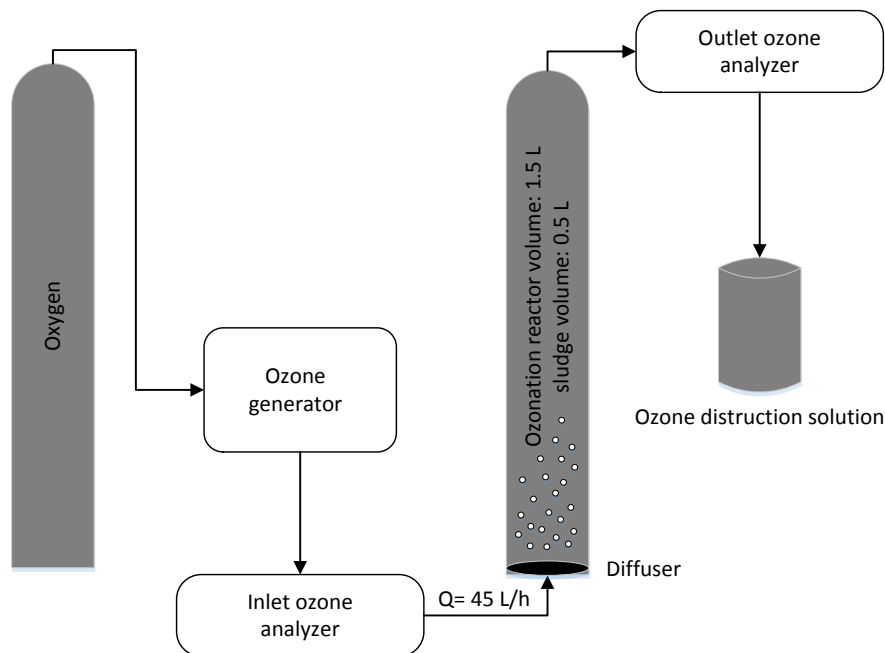 Oxygen
Ozone
generator
Inlet ozone
analyzer
Q= 45 L/h
Ozonation reactor volume: 1.5 L
sludge volume: 0.5 L
Diffuser
Outlet ozone
analyzer
Ozone distruction solution